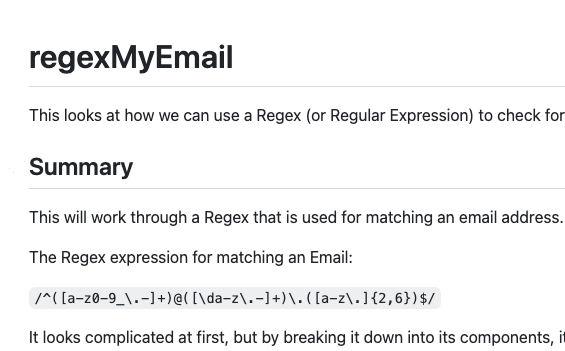 regexMyEmail
This looks at how we can use a Regex (or Regular Expression) to check for
Summary
This will work through a Regex that is used for matching an email address.
The Regex expression for matching an Email:
/^([a-z0-9_\.-]+)@([\da-z\.-]+)\.([a-z\.]{2,6})$/
It looks complicated at first, but by breaking it down into its components,